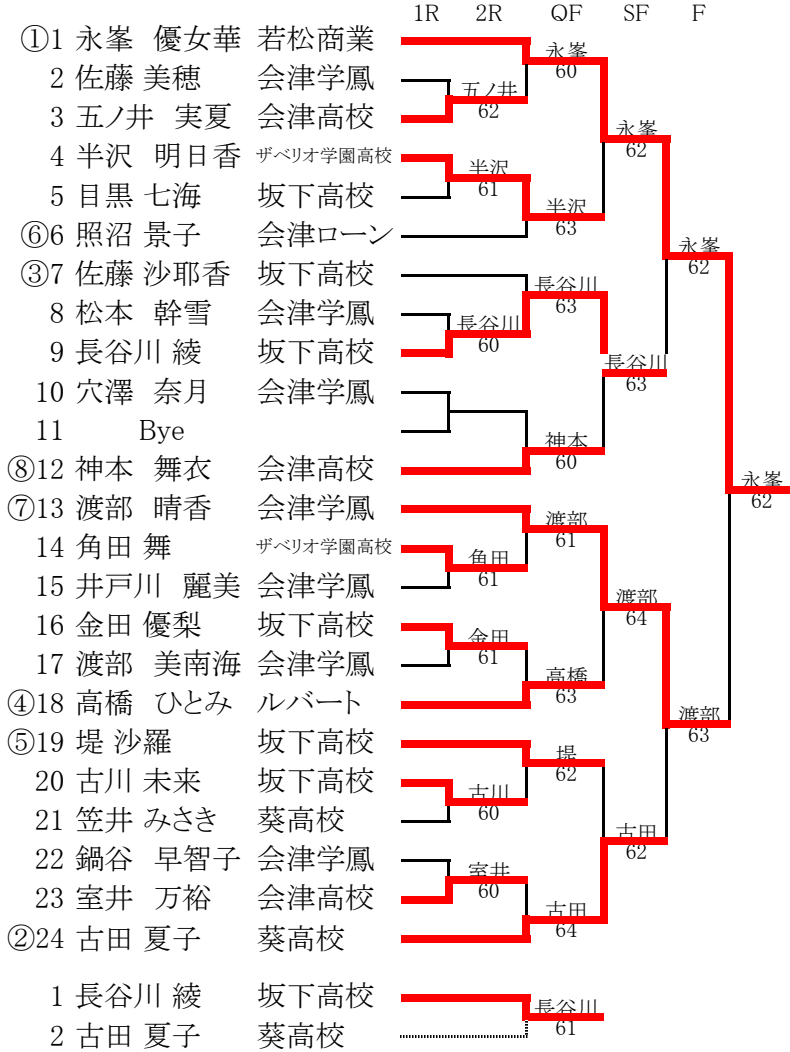 1R 2R QF SF F
①1 永峯 優女華 若松商業
2 佐藤 美穂 会津学鳳
3 五ノ井 実夏 会津高校
4 半沢 明日香 ザベリオ学園高校
5 目黒 七海 坂下高校
⑥6 照沼 景子 会津ローン
③7 佐藤 沙耶香 坂下高校
8 松本 幹雪 会津学鳳
9 長谷川 綾 坂下高校
10 穴澤 奈月 会津学鳳
11 Bye
⑧12 神本 舞衣 会津高校
⑦13 渡部 晴香 会津学鳳
14 角田 舞 ザベリオ学園高校
15 井戸川 麗美 会津学鳳
16 金田 優梨 坂下高校
17 渡部 美南海 会津学鳳
④18 高橋 ひとみ ルバート
⑤19 堤 沙羅 坂下高校
20 古川 未来 坂下高校
21 笠井 みさき 葵高校
22 鍋谷 早智子 会津学鳳
23 室井 万裕 会津高校
②24 古田 夏子 葵高校
五ノ井
62
半沢
61
長谷川
60
角田
61
金田
61
古川
60
室井
60
永峯
60
半沢
63
長谷川
63
神本
60
渡部
61
高橋
63
堤
62
古田
64
永峯
62
長谷川
63
渡部
64
古田
62
永峯
62
渡部
63
永峯
62
1 長谷川 綾 坂下高校
2 古田 夏子 葵高校
長谷川
61